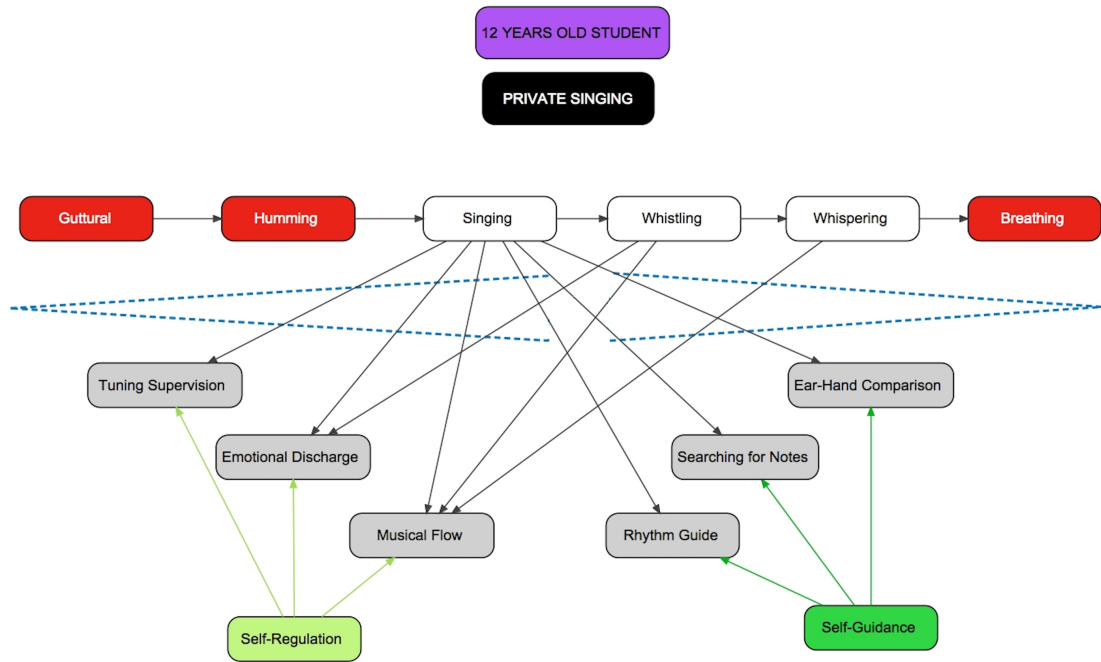 12 YEARS OLD STUDENT
PRIVATE SINGING
Guttural
Humming
Singing
Whistling
Whispering
Breathing
Tuning Supervision
Ear-Hand Comparison
Emotional Discharge
Searching for Notes
Musical Flow
Rhythm Guide
Self-Regulation
Self-Guidance